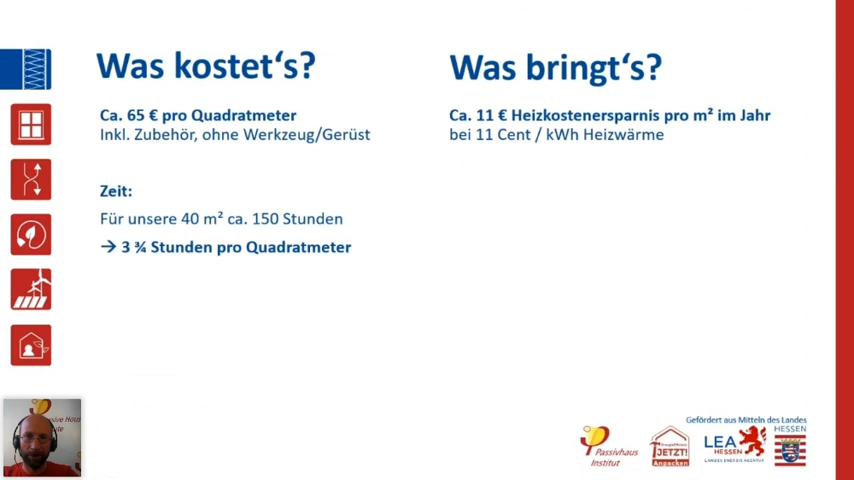 Was kostet‘s?
Ca. 65 € pro Quadratmeter
Inkl. Zubehör, ohne Werkzeug/Gerüst
Zeit:
Für unsere 40 m² ca. 150 Stunden
→ 3 ¾ Stunden pro Quadratmeter
Was bringt‘s?
Ca. 11 € Heizkostenersparnis pro m² im Jahr
bei 11 Cent / kWh Heizwärme
Gefördert aus Mitteln des Landes
HESSEN
Passivhaus
Institut
JETZT!
Anpacken
LEA
HESSEN
LANDES ENERGIE AGENTUR